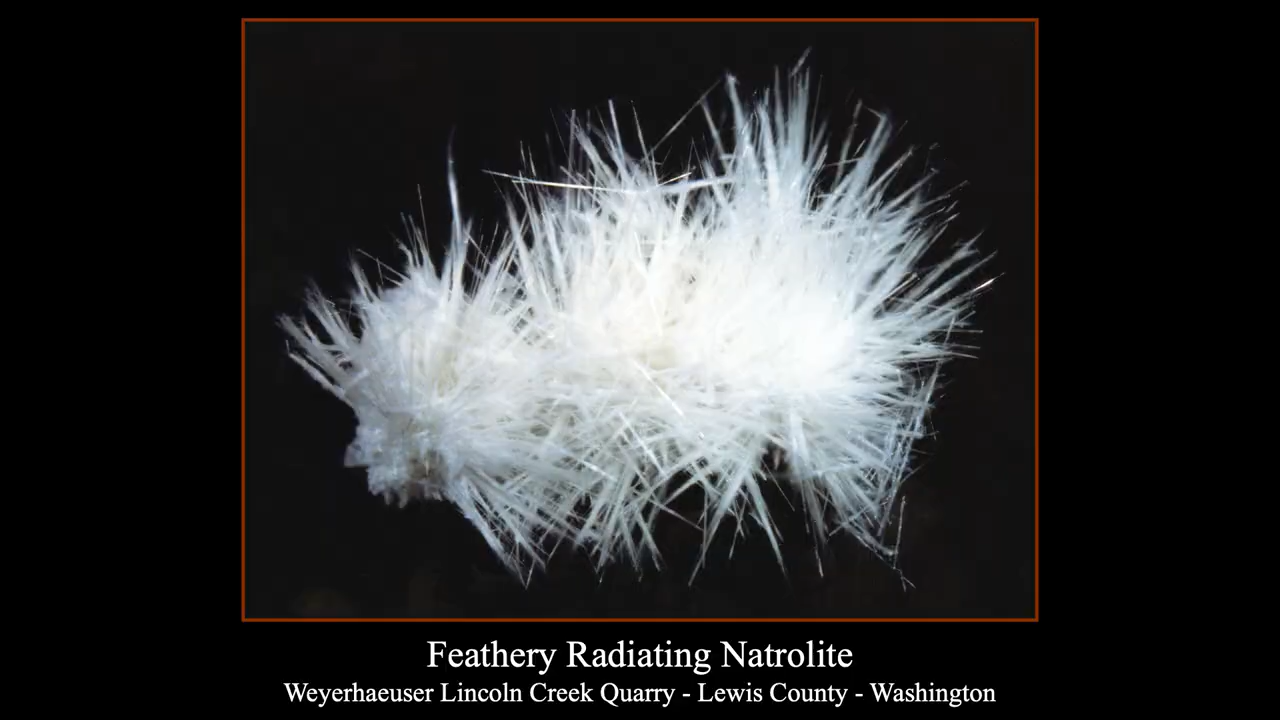 Feathery Radiating Natrolite
Weyerhaeuser Lincoln Creek Quarry - Lewis County - Washington